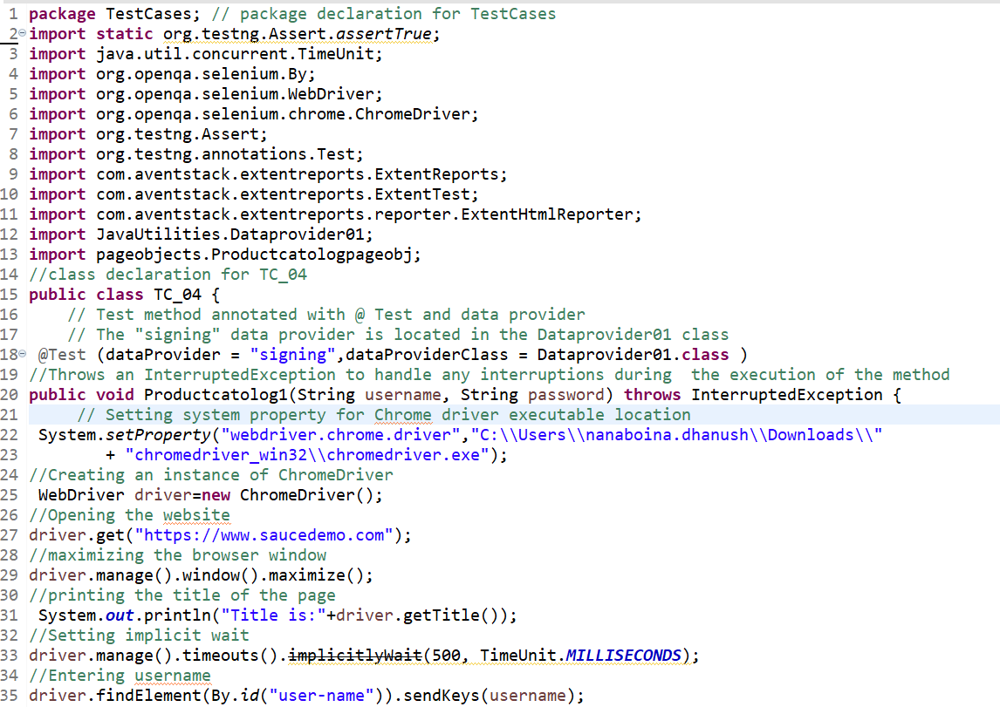 1 package TestCases; // package declaration for TestCases
2 import static org.testng.Assert.assertTrue;
3 import java.util.concurrent.TimeUnit;
4 import org.openqa.selenium.By;
5 import org.openqa.selenium.WebDriver;
6 import org.openqa.selenium.chrome.ChromeDriver;
7 import org.testng.Assert;
8 import org.testng.annotations.Test;
9 import com.aventstack.extentreports.ExtentReports;
10 import com.aventstack.extentreports.ExtentTest;
11 import com.aventstack.extentreports.reporter.ExtentHtmlReporter;
12 import JavaUtilities.Dataprovider01;
13 import pageobjects.Productcatologpageobj;
14 //class declaration for TC_04
15 public class TC_04 {
16     // Test method annotated with @ Test and data provider
17     // The "signing" data provider is located in the Dataprovider01 class
18  @Test (dataProvider = "signing",dataProviderClass = Dataprovider01.class )
19 //Throws an InterruptedException to handle any interruptions during  the execution of the method
20 public void Productcatolog1(String username, String password) throws InterruptedException {
21      // Setting system property for Chrome driver executable location
22  System.setProperty("webdriver.chrome.driver","C:\\Users\\nanaboina.dhanush\\Downloads\\"
23         + "chromedriver_win32\\chromedriver.exe");
24 //Creating an instance of ChromeDriver
25  WebDriver driver=new ChromeDriver();
26 //Opening the website
27 driver.get("https://www.saucedemo.com");
28 //maximizing the browser window
29 driver.manage().window().maximize();
30 //printing the title of the page
31  System.out.println("Title is:"+driver.getTitle());
32 //Setting implicit wait
33 driver.manage().timeouts().implicitlyWait(500, TimeUnit.MILLISECONDS);
34 //Entering username
35 driver.findElement(By.id("user-name")).sendKeys(username);